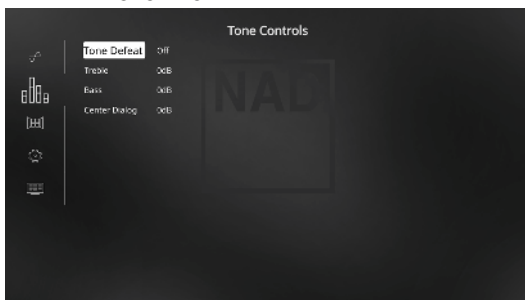 Tone Controls
Tone Defeat Off
Treble 0dB
Bass 0dB
Center Dialog 0dB
NAD